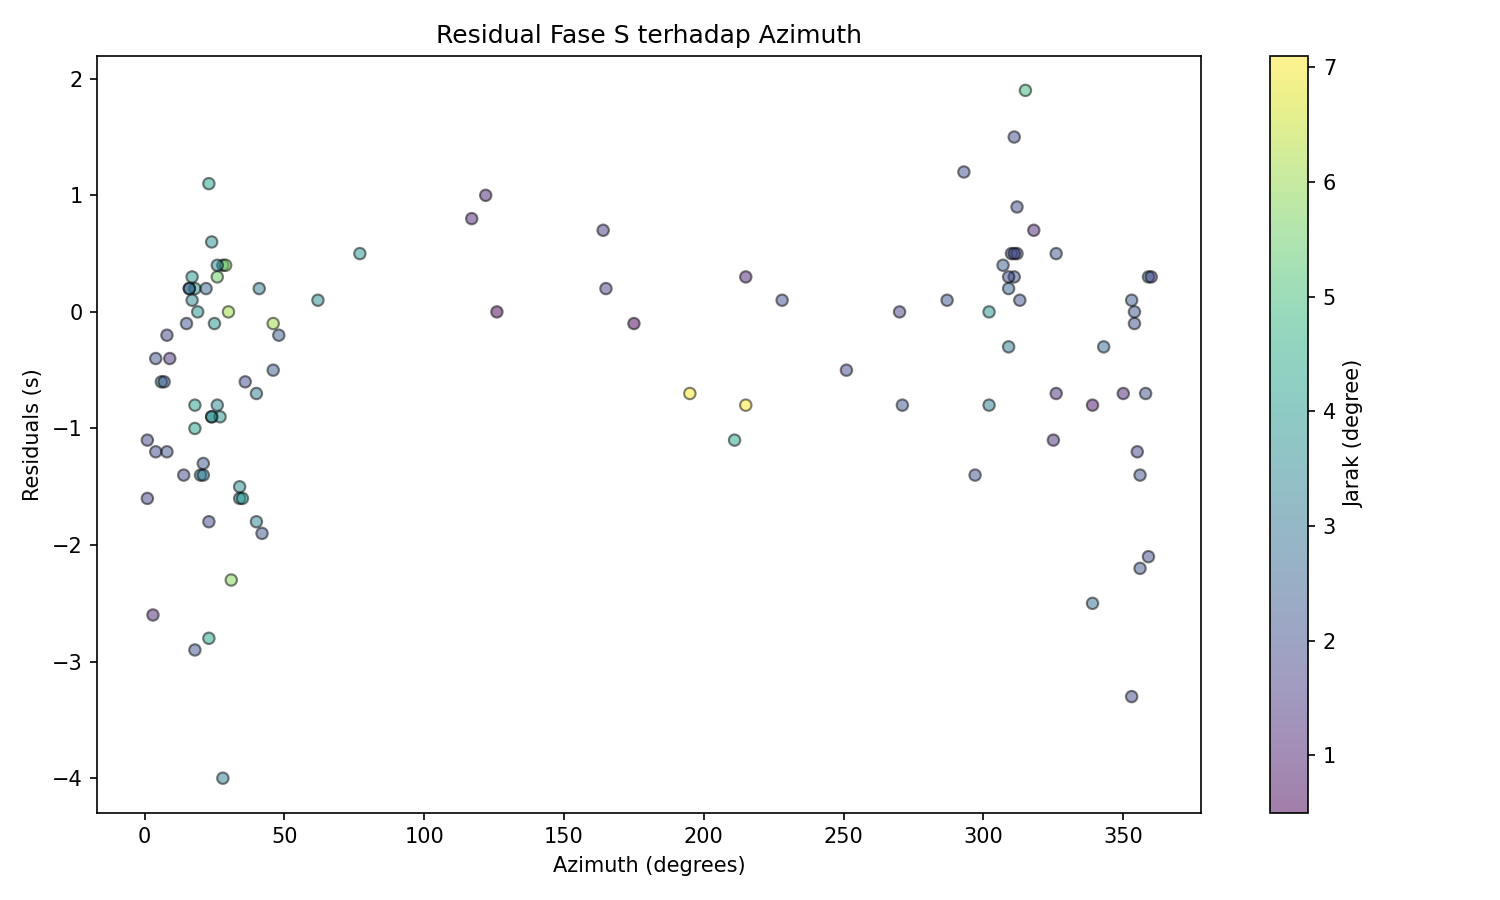 Residual Fase S terhadap Azimuth
Residuals (s)
2
1
0
−1
−2
−3
−4
0 50 100 150 200 250 300 350
Azimuth (degrees)
7
6
5
4
3
2
1
Jarak (degree)